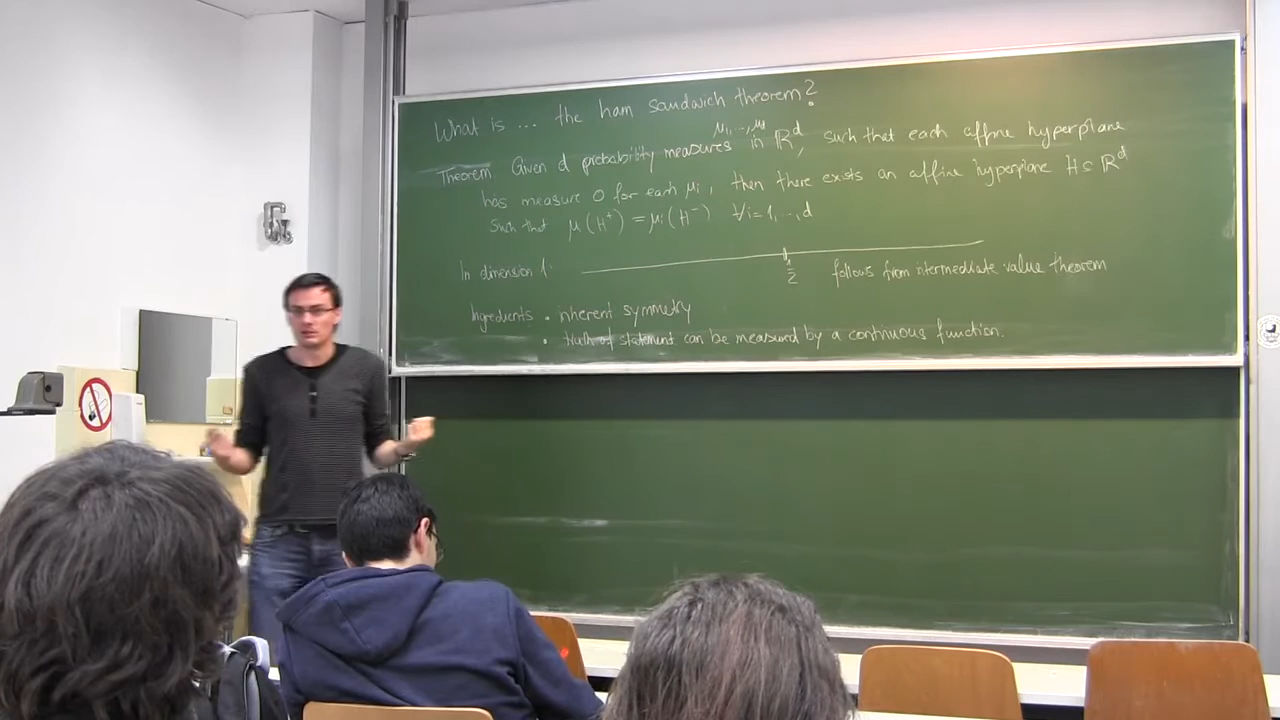 What is ... the ham sandwich theorem?
Theorem Given d probability measures μ₁,...,μd in ℝᵈ, such that each affine hyperplane
has measure 0 for each μi, then there exists an affine hyperplane H ⊆ ℝᵈ
such that μi(H⁺) = μi(H⁻) ∀i=1,...,d
In dimension 1: 1/2 follows from intermediate value theorem
Ingredients • inherent symmetry
• truth of statement can be measured by a continuous function.